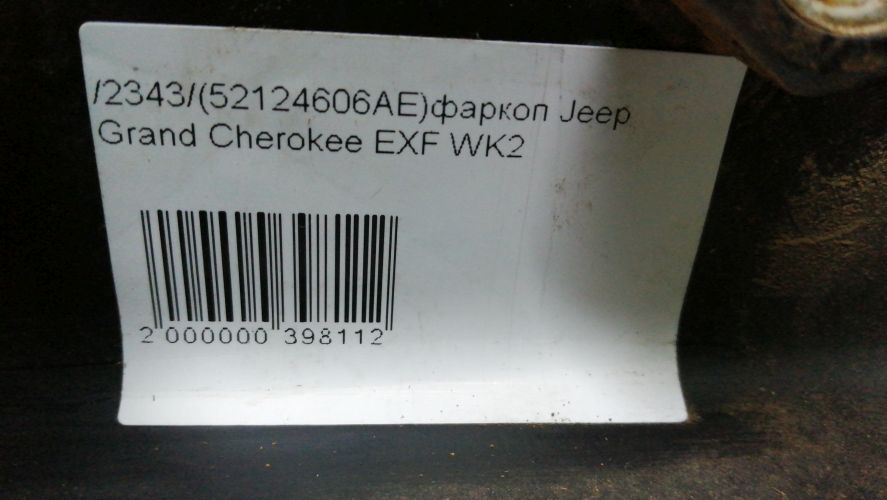 /2343/(52124606AE)фаркоп Jeep
Grand Cherokee EXF WK2
2 000000 398112